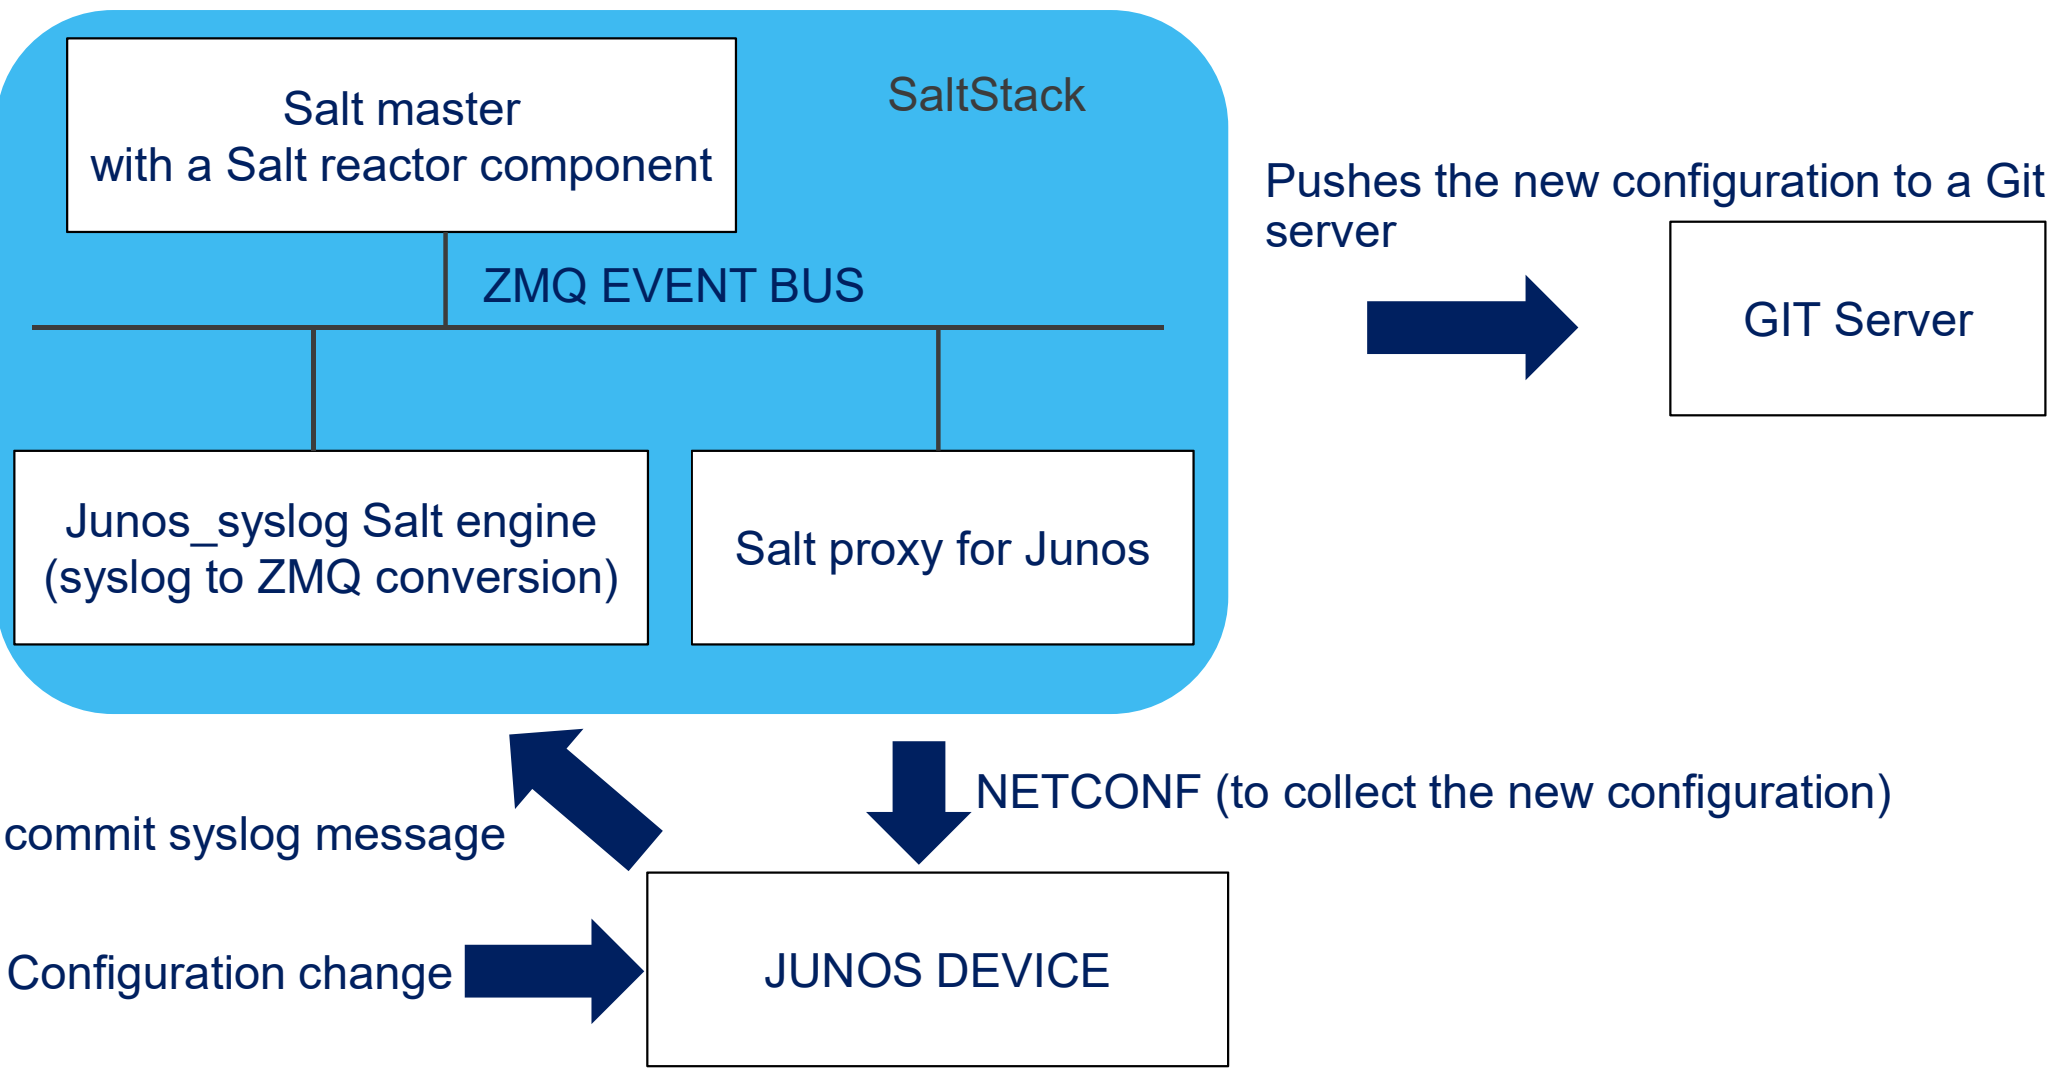 Salt master
with a Salt reactor component
SaltStack
Pushes the new configuration to a Git
server
ZMQ EVENT BUS
GIT Server
Junos_syslog Salt engine
(syslog to ZMQ conversion)
Salt proxy for Junos
NETCONF (to collect the new configuration)
commit syslog message
Configuration change
JUNOS DEVICE